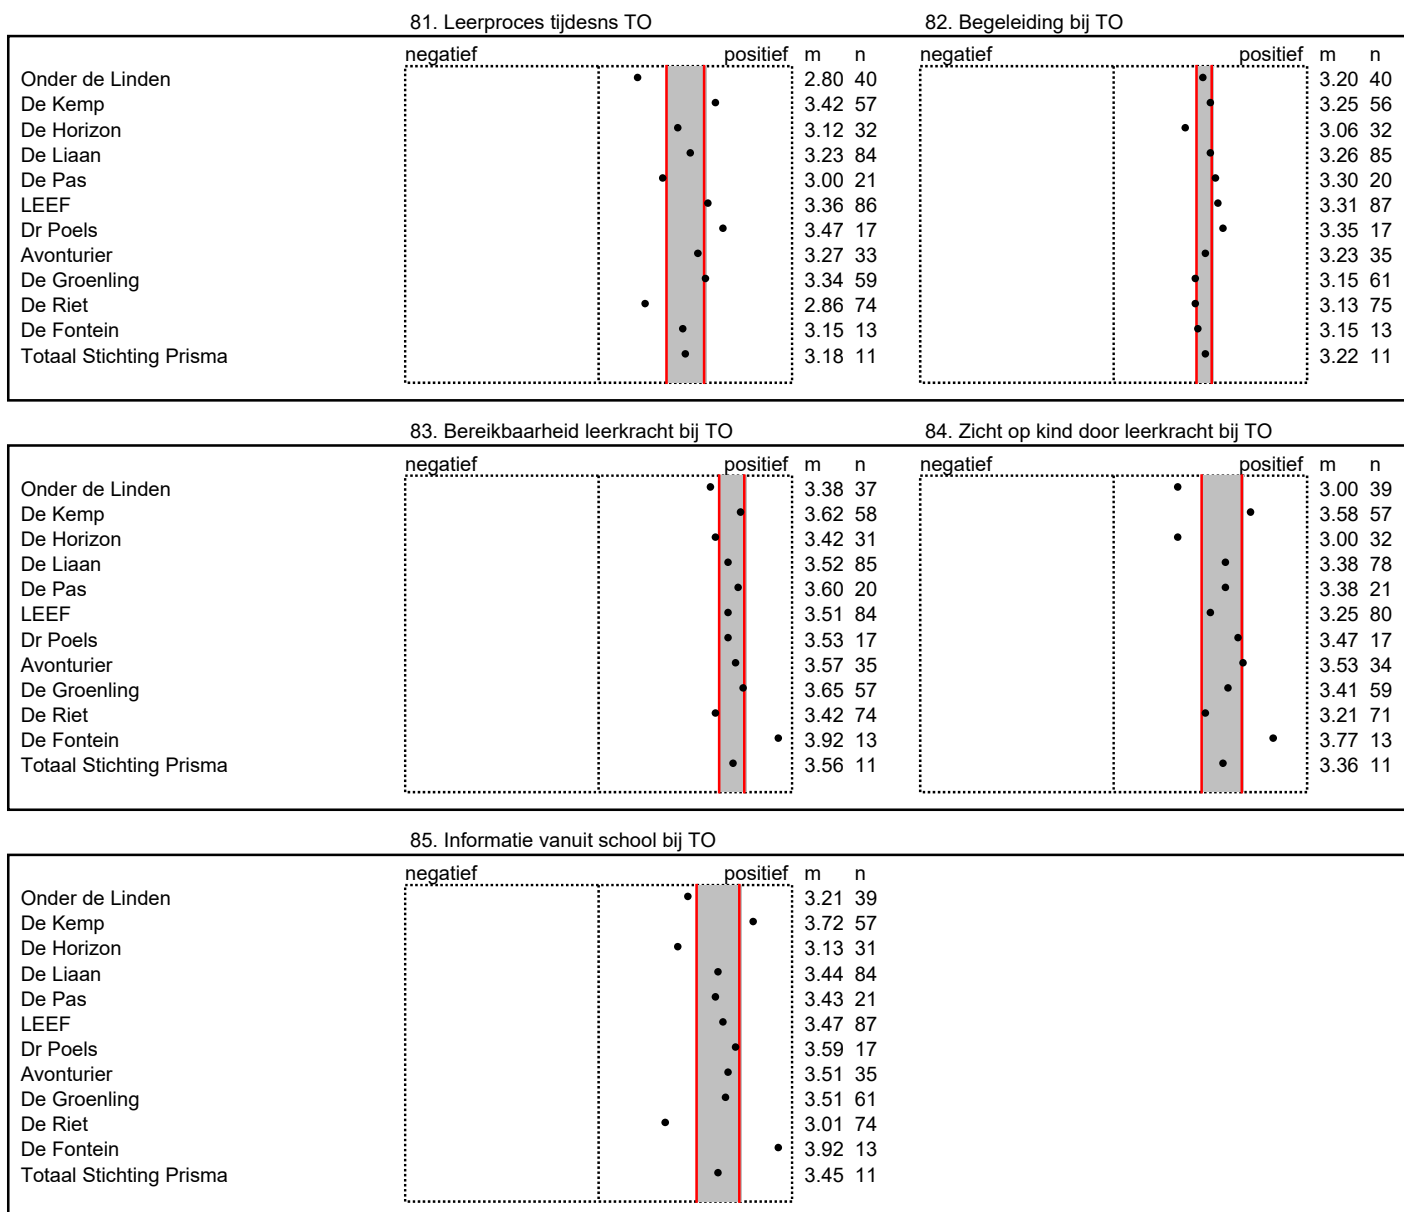 81. Leerproces tijdesns TO 82. Begeleiding bij TO
negatief positief m n negatief positief m n
Onder de Linden 2.80 40 3.20 40
De Kemp 3.42 57 3.25 56
De Horizon 3.12 32 3.06 32
De Liaan 3.23 84 3.26 85
De Pas 3.00 21 3.30 20
LEEF 3.36 86 3.31 87
Dr Poels 3.47 17 3.35 17
Avonturier 3.27 33 3.23 35
De Groenling 3.34 59 3.15 61
De Riet 2.86 74 3.13 75
De Fontein 3.15 13 3.15 13
Totaal Stichting Prisma 3.18 11 3.22 11
83. Bereikbaarheid leerkracht bij TO 84. Zicht op kind door leerkracht bij TO
negatief positief m n negatief positief m n
Onder de Linden 3.38 37 3.00 39
De Kemp 3.62 58 3.58 57
De Horizon 3.42 31 3.00 32
De Liaan 3.52 85 3.38 78
De Pas 3.60 20 3.38 21
LEEF 3.51 84 3.25 80
Dr Poels 3.53 17 3.47 17
Avonturier 3.57 35 3.53 34
De Groenling 3.65 57 3.41 59
De Riet 3.42 74 3.21 71
De Fontein 3.92 13 3.77 13
Totaal Stichting Prisma 3.56 11 3.36 11
85. Informatie vanuit school bij TO
negatief positief m n
Onder de Linden 3.21 39
De Kemp 3.72 57
De Horizon 3.13 31
De Liaan 3.44 84
De Pas 3.43 21
LEEF 3.47 87
Dr Poels 3.59 17
Avonturier 3.51 35
De Groenling 3.51 61
De Riet 3.01 74
De Fontein 3.92 13
Totaal Stichting Prisma 3.45 11